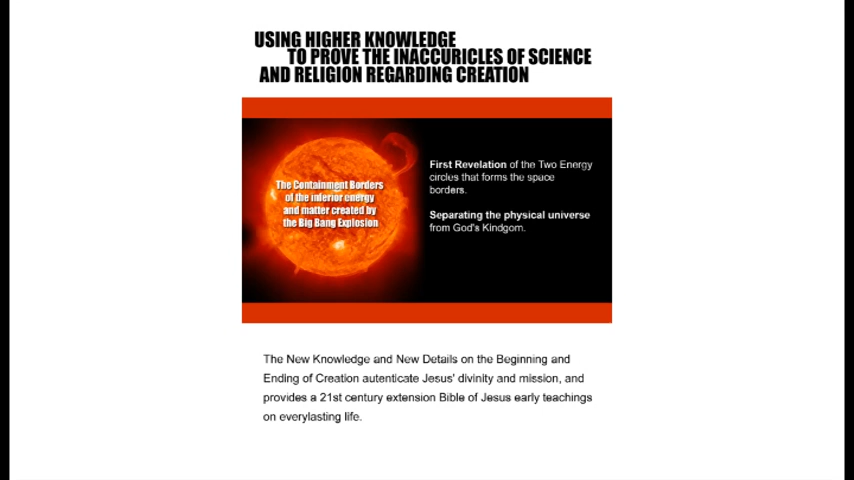 USING HIGHER KNOWLEDGE
TO PROVE THE INACCURICLES OF SCIENCE
AND RELIGION REGARDING CREATION
The Containment Borders
of the inferior energy
and matter created by
the Big Bang Explosion
First Revelation of the Two Energy
circles that forms the space
borders.
Separating the physical universe
from God's Kindgom.
The New Knowledge and New Details on the Beginning and
Ending of Creation autenticate Jesus' divinity and mission, and
provides a 21st century extension Bible of Jesus early teachings
on everylasting life.